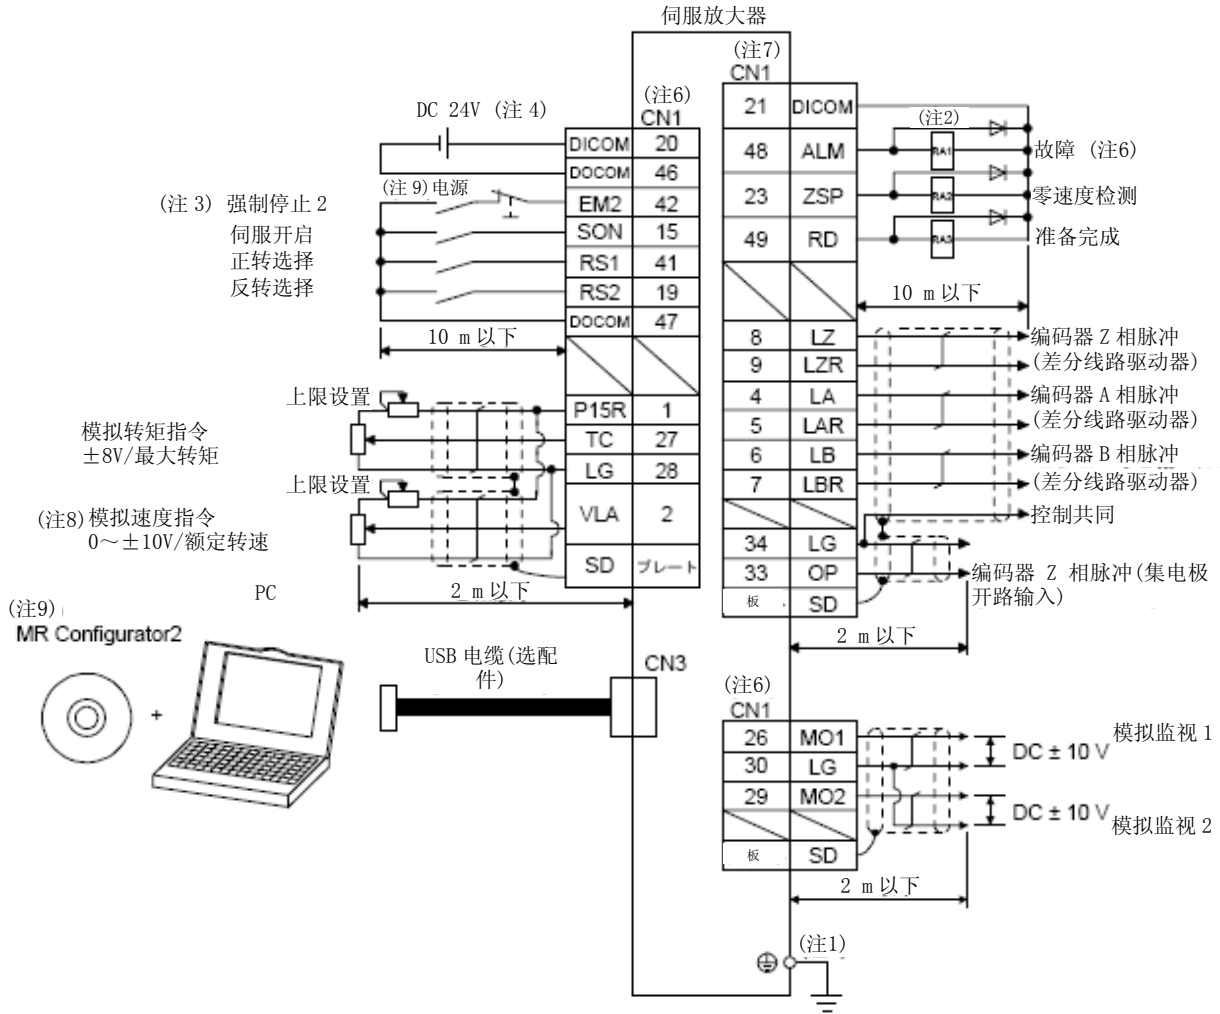 伺服放大器
(注7)
CN1
21 DICOM
(注2)
48 ALM RA1 故障 (注6)
23 ZSP RA2 零速度检测
49 RD RA3 准备完成
10 m以下
8 LZ 编码器 Z 相脉冲
9 LZR (差分线路驱动器)
4 LA 编码器 A 相脉冲
5 LAR (差分线路驱动器)
6 LB 编码器 B 相脉冲
7 LBR (差分线路驱动器)
控制共同
34 LG
33 OP 编码器 Z 相脉冲(集电极
开路输入)
板 SD
2 m以下
DC 24V (注 4)
(注6)
CN1
DICOM 20
DOCOM 46
(注 9)电源
(注 3) 强制停止 2 EM2 42
伺服开启 SON 15
正转选择 RS1 41
反转选择 RS2 19
DOCOM 47
10 m以下
上限设置
P15R 1
模拟转矩指令
±8V/最大转矩
TC 27
LG 28
上限设置
(注8)模拟速度指令
0～±10V/额定转速
VLA 2
SD プレート
2 m以下
PC
(注9)
MR Configurator2
+
USB 电缆(选配
件)
CN3
(注6)
CN1
26 MO1 模拟监视 1
DC ± 10 V
30 LG
29 MO2
DC ± 10 V
模拟监视 2
板 SD
2 m以下
(注1)